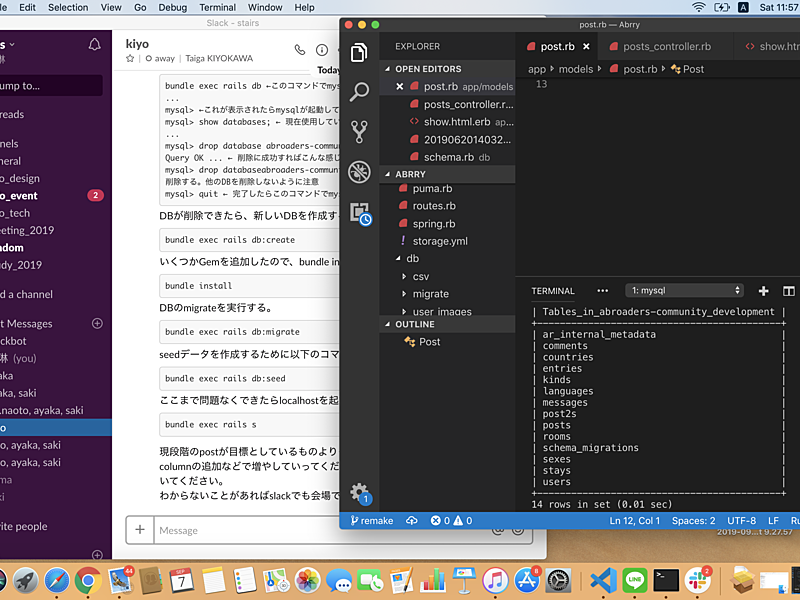 Edit Selection View Go Debug Terminal Window Help
Sat 11:57
Slack - stairs
post.rb — Abrry
ump to...
reads
nels
neral
o_design
o_event 2
o_tech
eeting_2019
ndom
udy_2019
d a channel
t Messages
ckbot
琳 (you)
aka
aka, saki
.naoto, ayaka, saki
o
o, ayaka, saki
o, ayaka, saki
ma
ki
ite people
kiyo
away | Taiga KIYOKAWA
Today
bundle exec rails db ←このコマンドでmys
...
mysql> ←これが表示されたらmysqlが起動して
mysql> show databases; ← 現在使用してい
...
mysql> drop database abroaders-commu
Query OK ... ← 削除に成功すればこんな感じ
mysql> drop databaseabroaders-commun
削除する。他のDBを削除しないように注意
mysql> quit ← 完了したらこのコマンドでmys
DBが削除できたら、新しいDBを作成す
bundle exec rails db:create
いくつかGemを追加したので、bundle in
bundle install
DBのmigrateを実行する。
bundle exec rails db:migrate
seedデータを作成するために以下のコマ
bundle exec rails db:seed
ここまで問題なくできたらlocalhostを起
bundle exec rails s
現段階のpostが目標としているものより
columnの追加などで増やしていってくだ
いてください。
わからないことがあればslackでも会場で
Message
EXPLORER
OPEN EDITORS
post.rb app/models
posts_controller.r...
show.html.erb ap...
2019062014032...
schema.rb db
ABRRY
puma.rb
routes.rb
spring.rb
storage.yml
db
csv
migrate
user_images
OUTLINE
Post
post.rb posts_controller.rb show.htm
app models post.rb Post
13
TERMINAL ... 1: mysql
| Tables_in_abroaders-community_development |
| ar_internal_metadata |
| comments |
| countries |
| entries |
| kinds |
| languages |
| messages |
| post2s |
| posts |
| rooms |
| schema_migrations |
| sexes |
| stays |
| users |
14 rows in set (0.01 sec)
1
remake 0 0 Ln 12, Col 1 Spaces: 2 UTF-8 LF Ru
2019-09...t 9.27.57
44
7
8
LINE
2